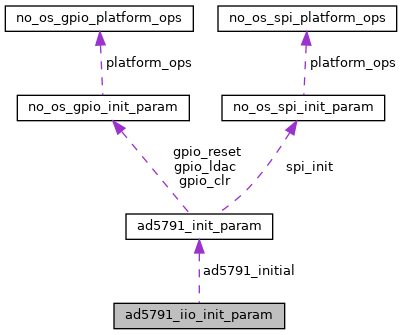 no_os_gpio_platform_ops
no_os_spi_platform_ops
platform_ops
platform_ops
no_os_gpio_init_param
no_os_spi_init_param
gpio_reset
gpio_ldac
gpio_clr
spi_init
ad5791_init_param
ad5791_initial
ad5791_iio_init_param